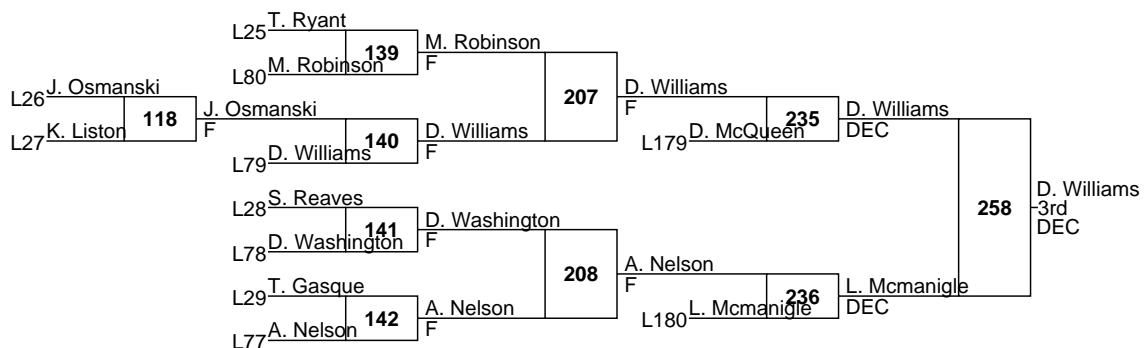 L25 T. Ryant
139
M. Robinson
F
L80 M. Robinson
207
L26 J. Osmanski
118
J. Osmanski
F
L27 K. Liston
140
D. Williams
F
L79 D. Williams
D. Williams
F
235
D. Williams
DEC
L179 D. McQueen
L28 S. Reaves
141
D. Washington
F
L78 D. Washington
208
L29 T. Gasque
142
A. Nelson
F
L77 A. Nelson
A. Nelson
F
236
L. Mcmanigle
DEC
L180 L. Mcmanigle
258
D. Williams
3rd
DEC